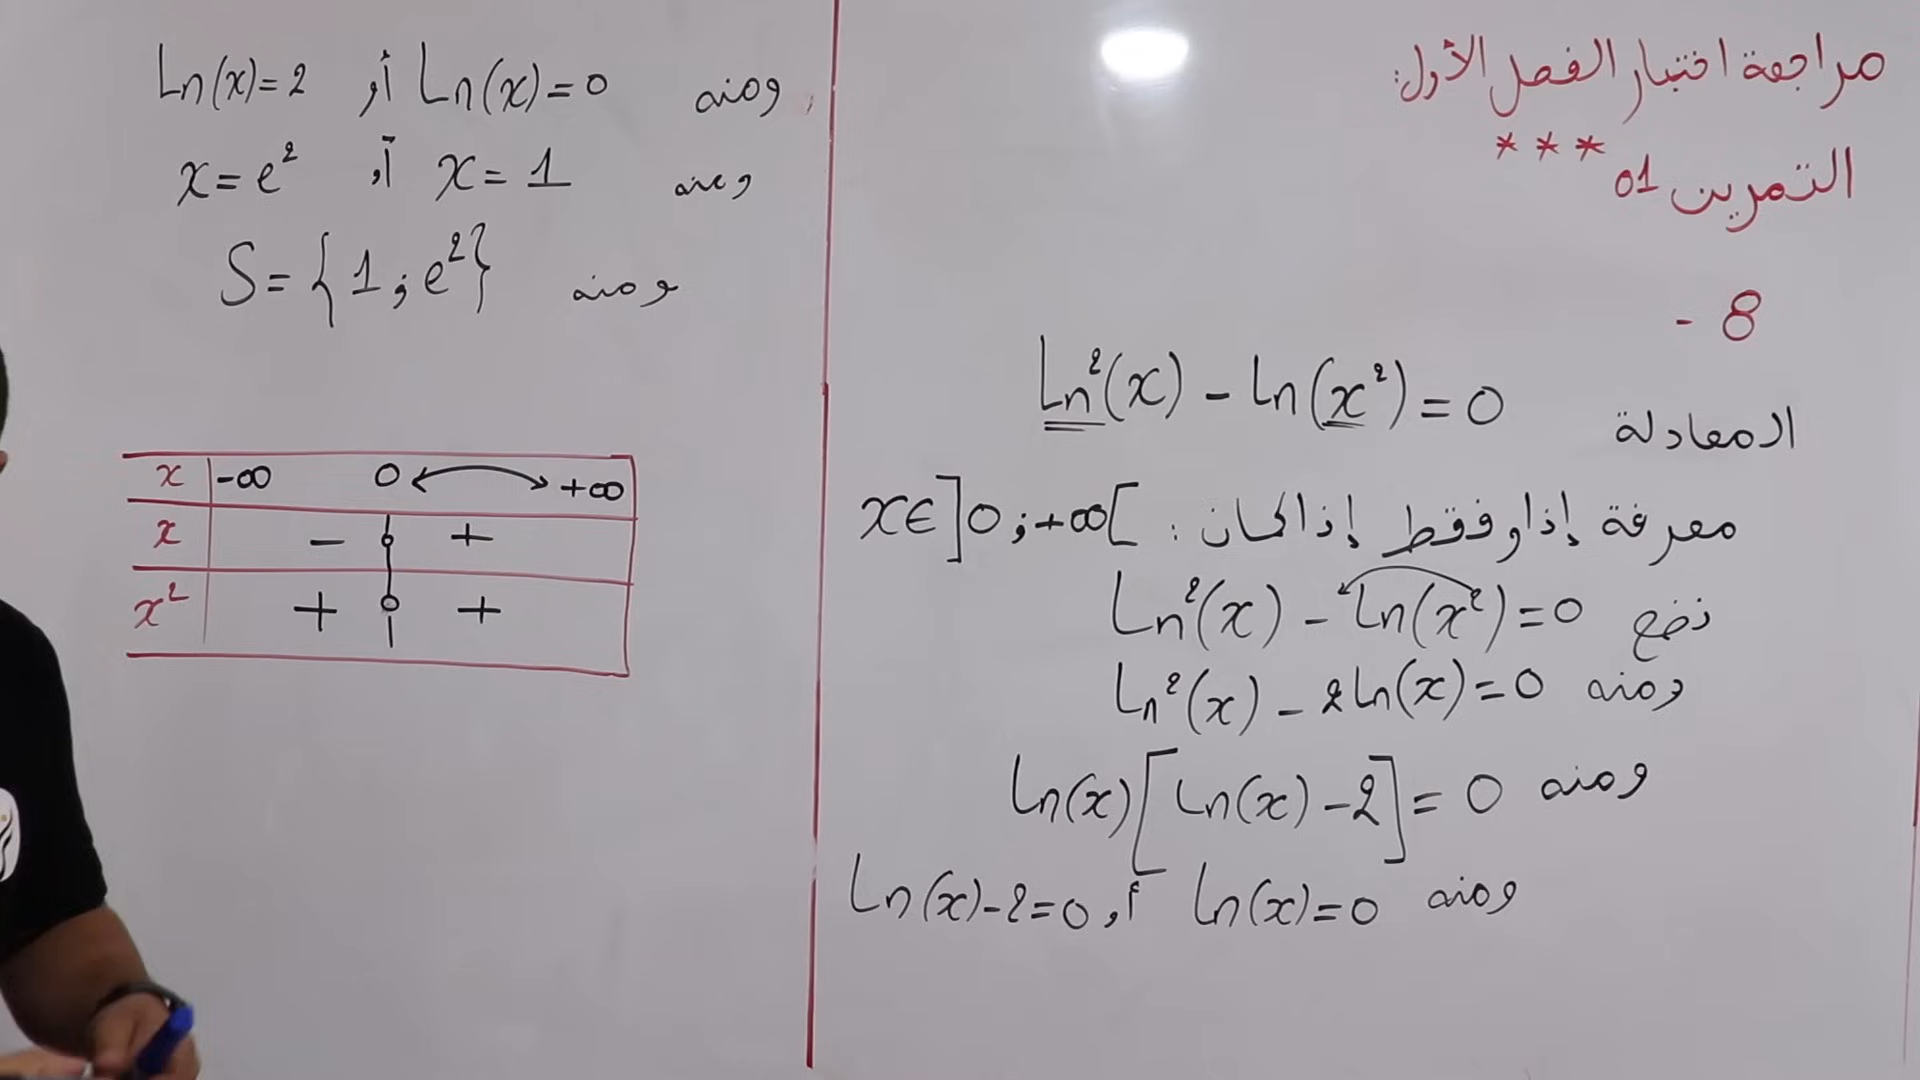 مراجعة اختبار الفصل الأول:
التمرين 01 ***
8 -
المعادلة Ln²(x) - Ln(x²) = 0
معرفة إذا وفقط إذا كان : x∈]0;+∞[
نضع Ln²(x) - ²Ln(x²) = 0
ومنه Ln²(x) - 2Ln(x) = 0
ومنه Ln(x)[Ln(x) - 2] = 0
ومنه Ln(x) = 0 أو Ln(x) - 2 = 0
ومنه Ln(x) = 0 أو Ln(x) = 2
ومنه x = 1 أو x = e²
ومنه S = {1 ; e²}
x -∞ 0 +∞
x - +
x² + +